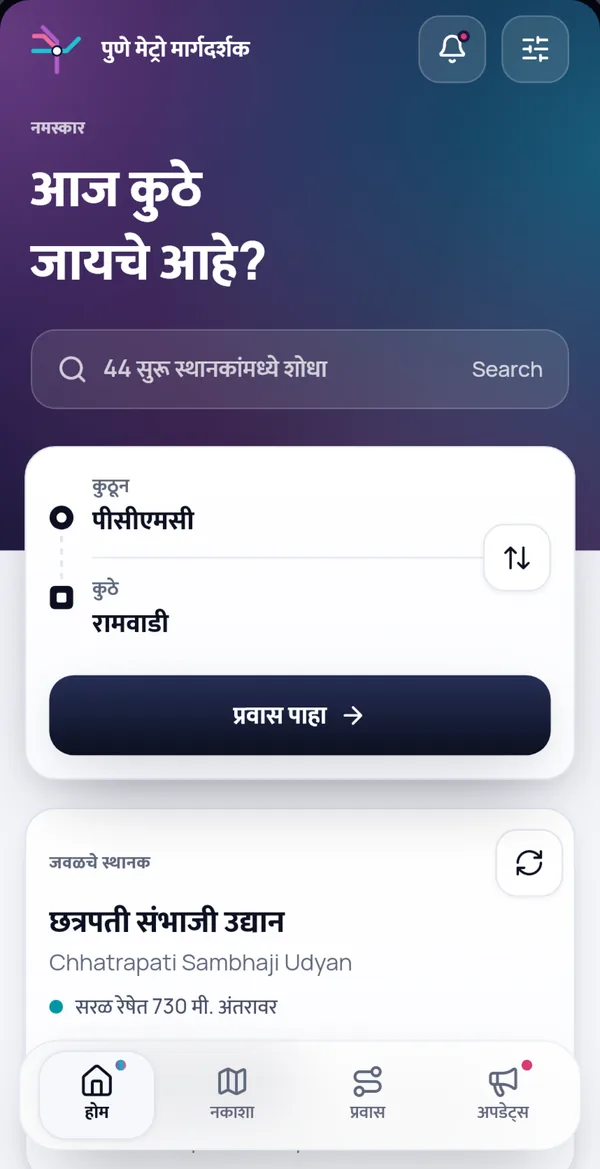 पुणे मेट्रो मार्गदर्शक
नमस्कार
आज कुठे
जायचे आहे?
44 सुरू स्थानकांमध्ये शोधा Search
कुठून
पीसीएमसी
कुठे
रामवाडी
प्रवास पाहा →
जवळचे स्थानक
छत्रपती संभाजी उद्यान
Chhatrapati Sambhaji Udyan
सरळ रेषेत 730 मी. अंतरावर
होम नकाशा प्रवास अपडेट्स